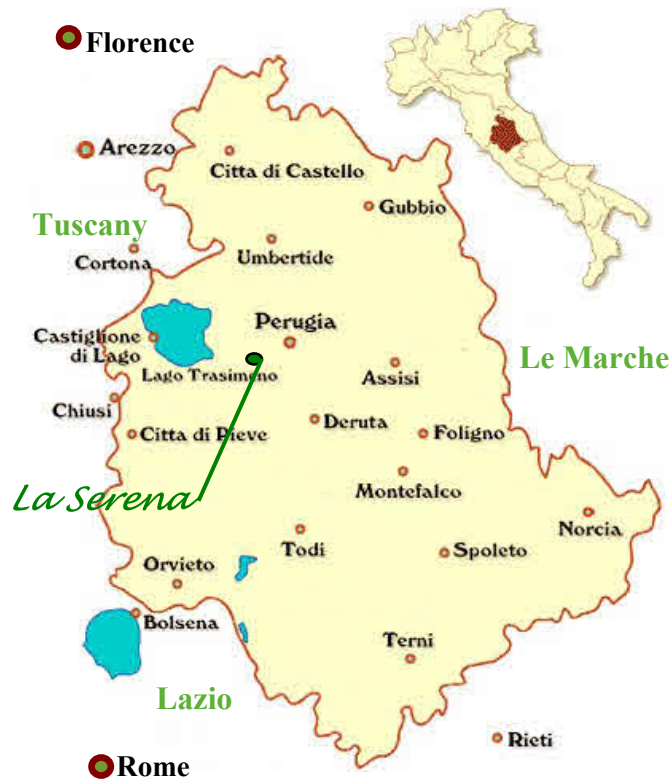 Florence
Arezzo
Citta di Castello
Gubbio
Tuscany
Cortona
Umbertide
Perugia
Castiglione
di Lago
Le Marche
Lago Trasimeno
Assisi
Chiusi
Deruta
Citta di Pieve
Foligno
Montefalco
La Serena
Norcia
Todi
Spoleto
Orvieto
Bolsena
Terni
Lazio
Rieti
Rome